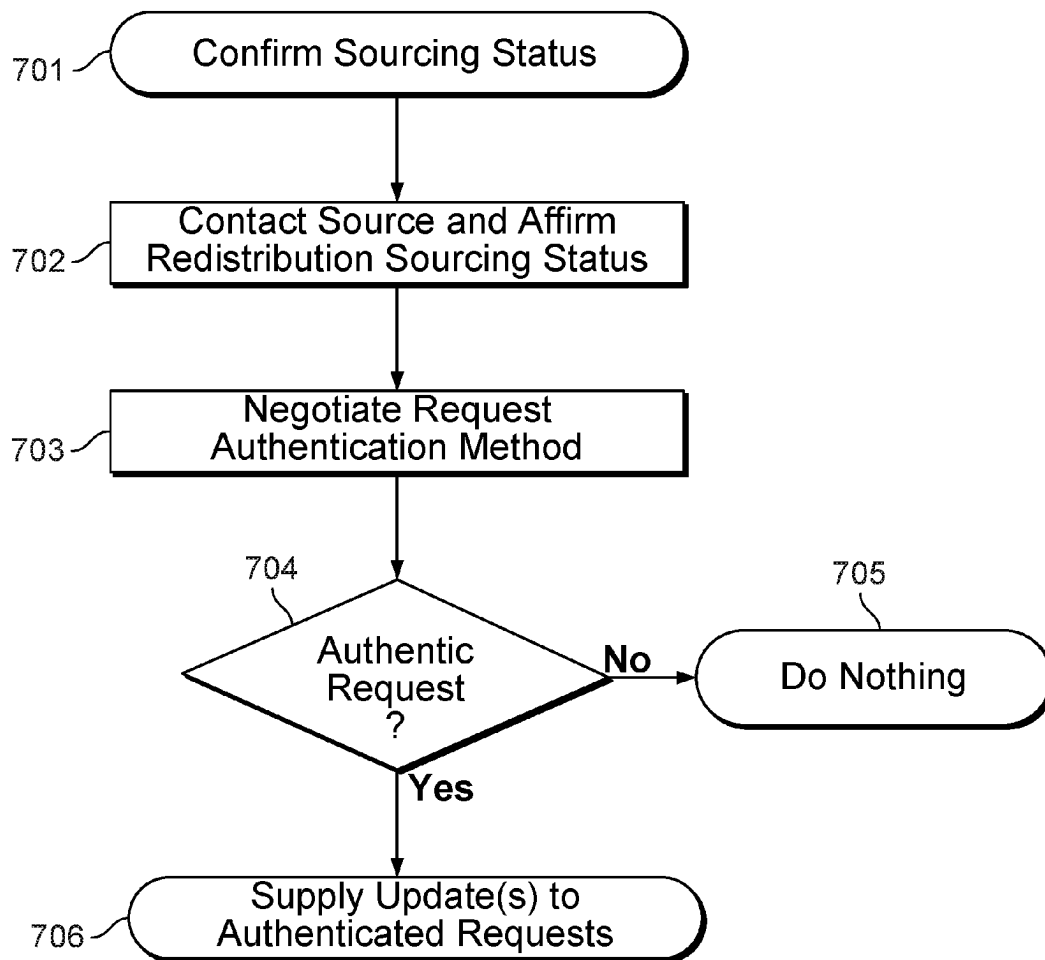 701
Confirm Sourcing Status
702
Contact Source and Affirm
Redistribution Sourcing Status
703
Negotiate Request
Authentication Method
704
Authentic
Request
?
No
705
Do Nothing
Yes
706
Supply Update(s) to
Authenticated Requests